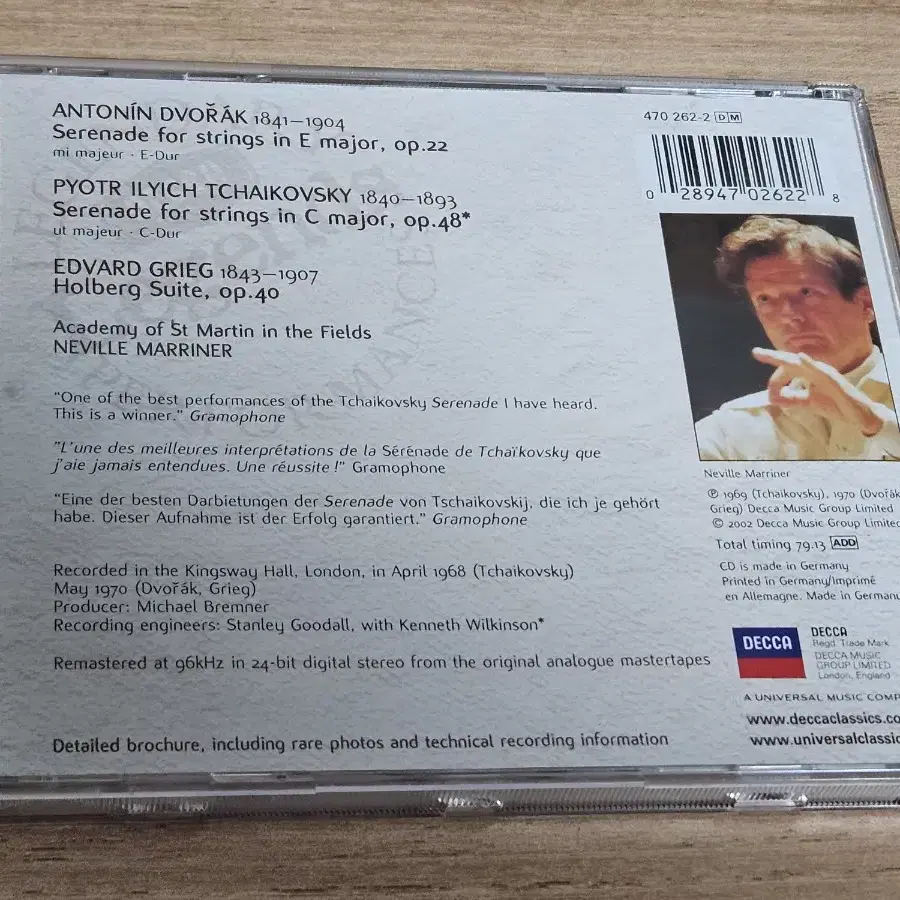 ANTONÍN DVOŘÁK 1841–1904
Serenade for strings in E major, op.22
mi majeur · E-Dur
PYOTR ILYICH TCHAIKOVSKY 1840–1893
Serenade for strings in C major, op.48*
ut majeur · C-Dur
EDVARD GRIEG 1843–1907
Holberg Suite, op.40
Academy of St Martin in the Fields
NEVILLE MARRINER
"One of the best performances of the Tchaikovsky Serenade I have heard.
This is a winner." Gramophone
"L'une des meilleures interprétations de la Sérénade de Tchaïkovsky que
j'aie jamais entendues. Une réussite !" Gramophone
"Eine der besten Darbietungen der Serenade von Tschaikovskij, die ich je gehört
habe. Dieser Aufnahme ist der Erfolg garantiert." Gramophone
Recorded in the Kingsway Hall, London, in April 1968 (Tchaikovsky)
May 1970 (Dvořák, Grieg)
Producer: Michael Bremner
Recording engineers: Stanley Goodall, with Kenneth Wilkinson*
Remastered at 96kHz in 24-bit digital stereo from the original analogue mastertapes
Detailed brochure, including rare photos and technical recording information
470 262-2 DM
0 28947 02622 8
Neville Marriner
℗ 1969 (Tchaikovsky), 1970 (Dvořák
Grieg) Decca Music Group Limited
© 2002 Decca Music Group Limited
Total timing 79.13 ADD
CD is made in Germany
Printed in Germany/Imprimé
en Allemagne. Made in Germany
DECCA
DECCA
Regd. Trade Mark
DECCA MUSIC
GROUP LIMITED
London, England
A UNIVERSAL MUSIC COMP
www.deccaclassics.co
www.universalclassic